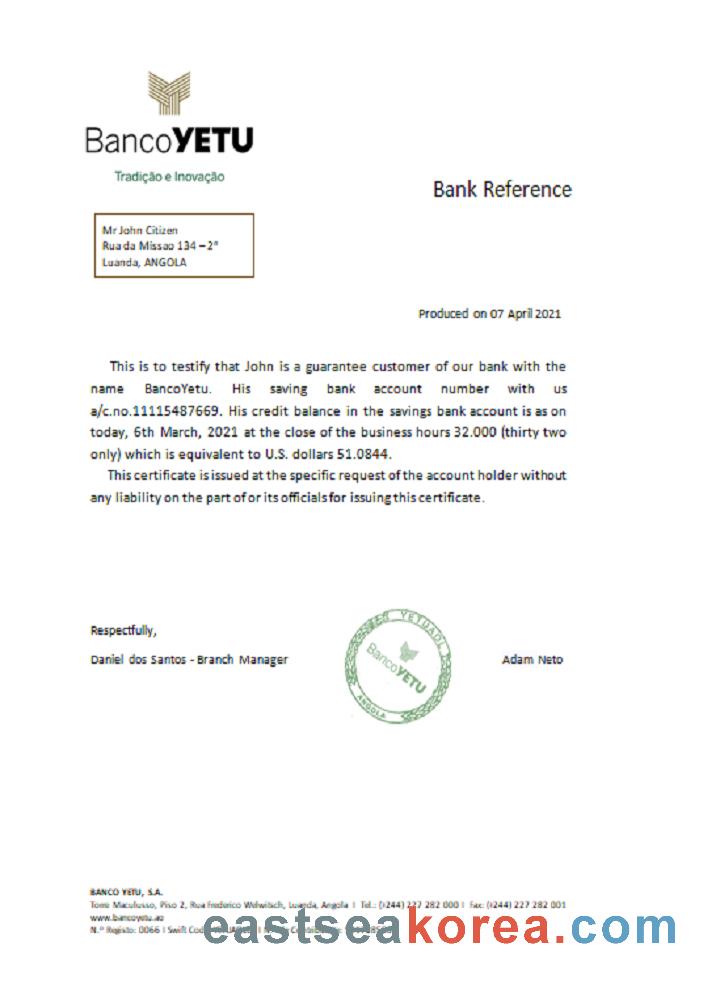 BancoYETU
Tradição e Inovação
Bank Reference
Mr John Citizen
Rua da Missao 134 – 2ª
Luanda, ANGOLA
Produced on 07 April 2021
This is to testify that John is a guarantee customer of our bank with the
name BancoYetu. His saving bank account number with us
a/c.no.11115487669. His credit balance in the savings bank account is as on
today, 6th March, 2021 at the close of the business hours 32.000 (thirty two
only) which is equivalent to U.S. dollars 51.0844.
This certificate is issued at the specific request of the account holder without
any liability on the part of or its officials for issuing this certificate.
Respectfully,
Daniel dos Santos - Branch Manager
BancoYETU
ANGOLA
Adam Neto
BANCO YETU, S.A.
Torre Maculusso, Piso 2, Rua Frederico Welwitsch, Luanda, Angola | Tel.: (+244) 227 282 000 | Fax: (+244) 227 282 001
www.bancoyetu.ao
N.º Registo: 0066 | Swift
eastseakorea.com